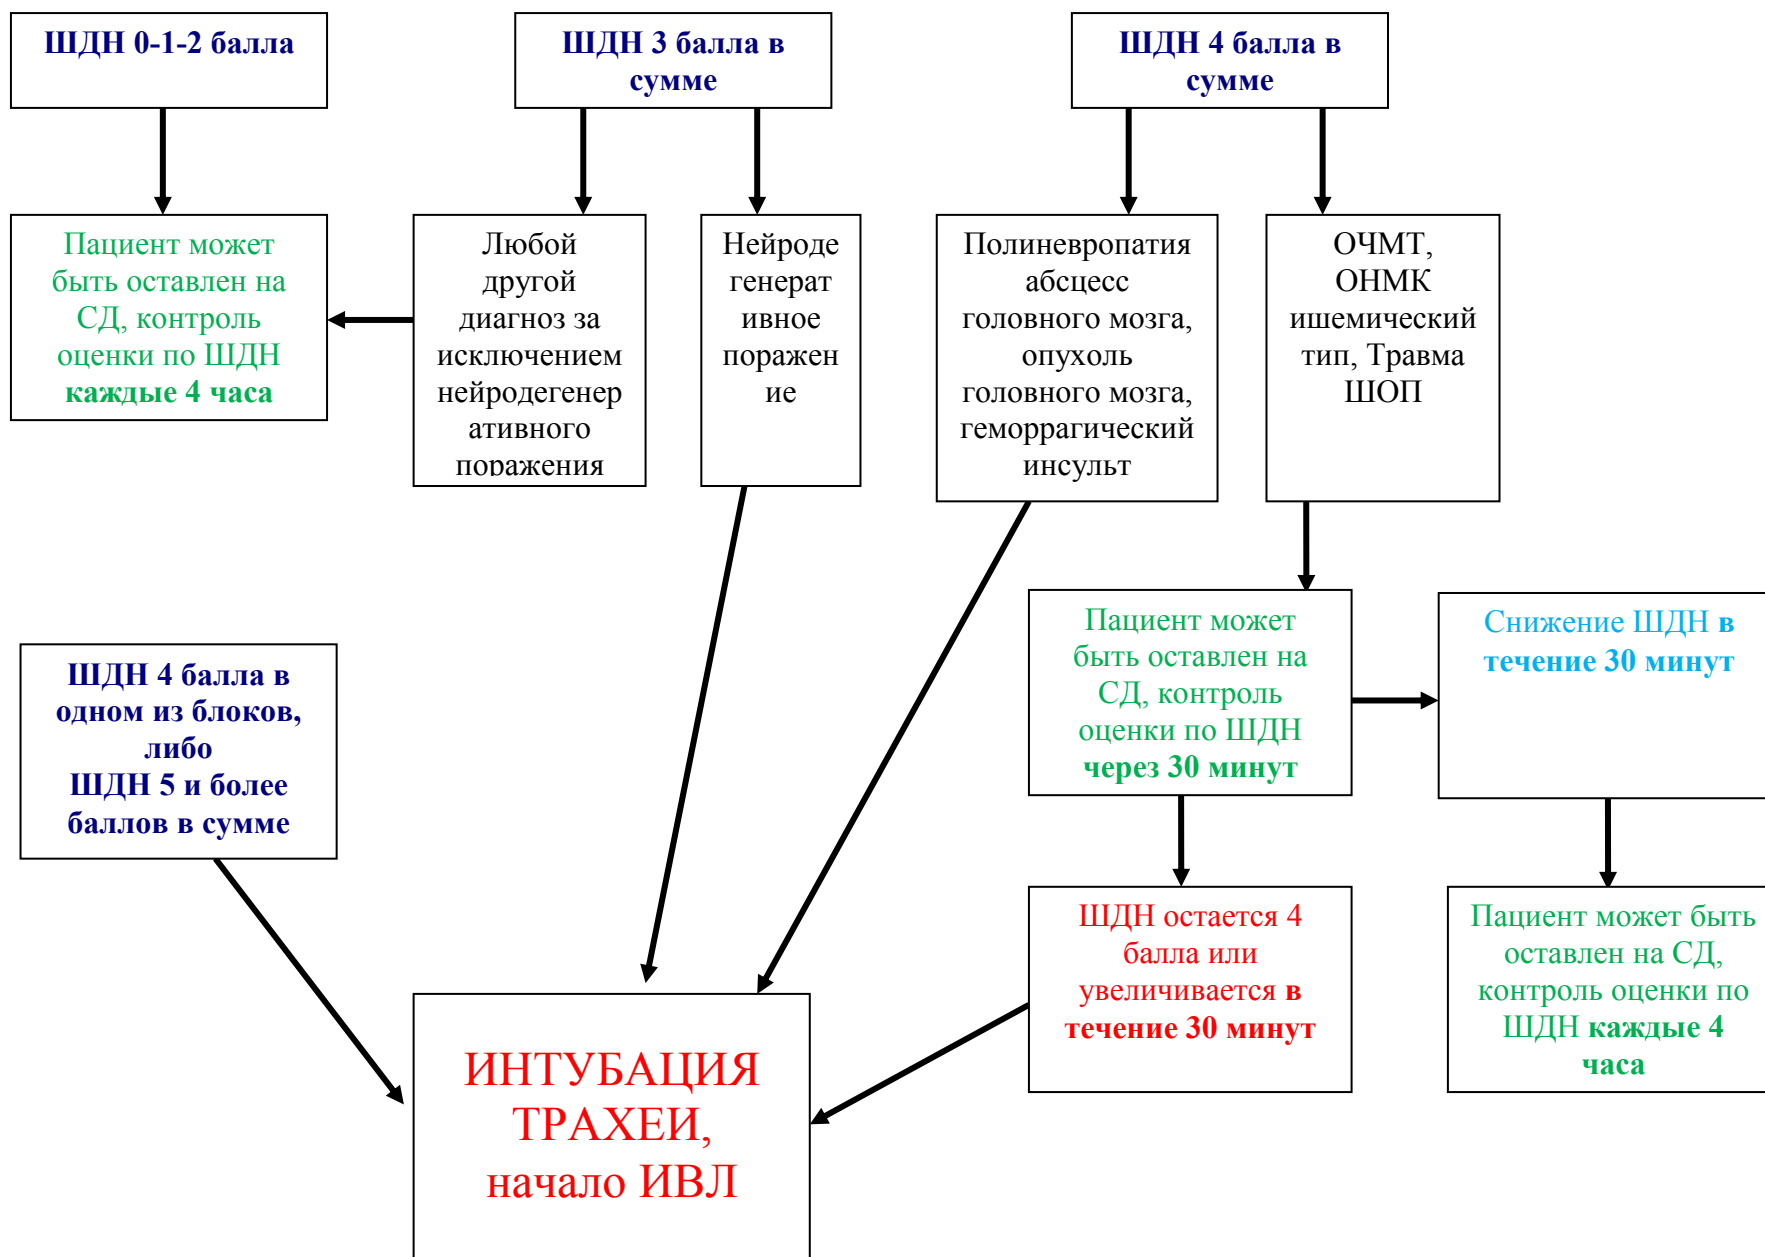 ШДН 0-1-2 балла
ШДН 3 балла в
сумме
ШДН 4 балла в
сумме
Пациент может
быть оставлен на
СД, контроль
оценки по ШДН
каждые 4 часа
Любой
другой
диагноз за
исключением
нейродегенер
ативного
поражения
Нейроде
генерат
ивное
поражен
ие
Полиневропатия
абсцесс
головного мозга,
опухоль
головного мозга,
геморрагический
инсульт
ОЧМТ,
ОНМК
ишемический
тип, Травма
ШОП
ШДН 4 балла в
одном из блоков,
либо
ШДН 5 и более
баллов в сумме
Пациент может
быть оставлен на
СД, контроль
оценки по ШДН
через 30 минут
Снижение ШДН в
течение 30 минут
ШДН остается 4
балла или
увеличивается в
течение 30 минут
Пациент может быть
оставлен на СД,
контроль оценки по
ШДН каждые 4
часа
ИНТУБАЦИЯ
ТРАХЕИ,
начало ИВЛ